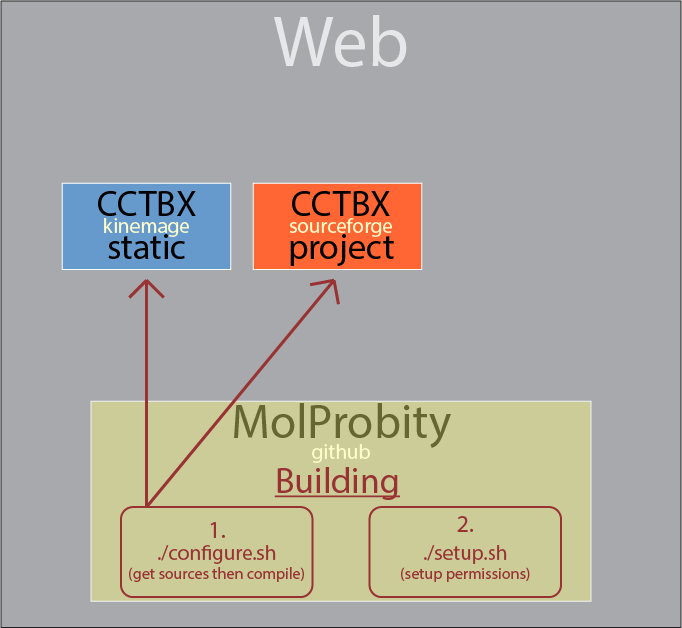 Web
CCTBX
kinemage
static
CCTBX
sourceforge
project
MolProbity
github
Building
1.
./configure.sh
(get sources then compile)
2.
./setup.sh
(setup permissions)